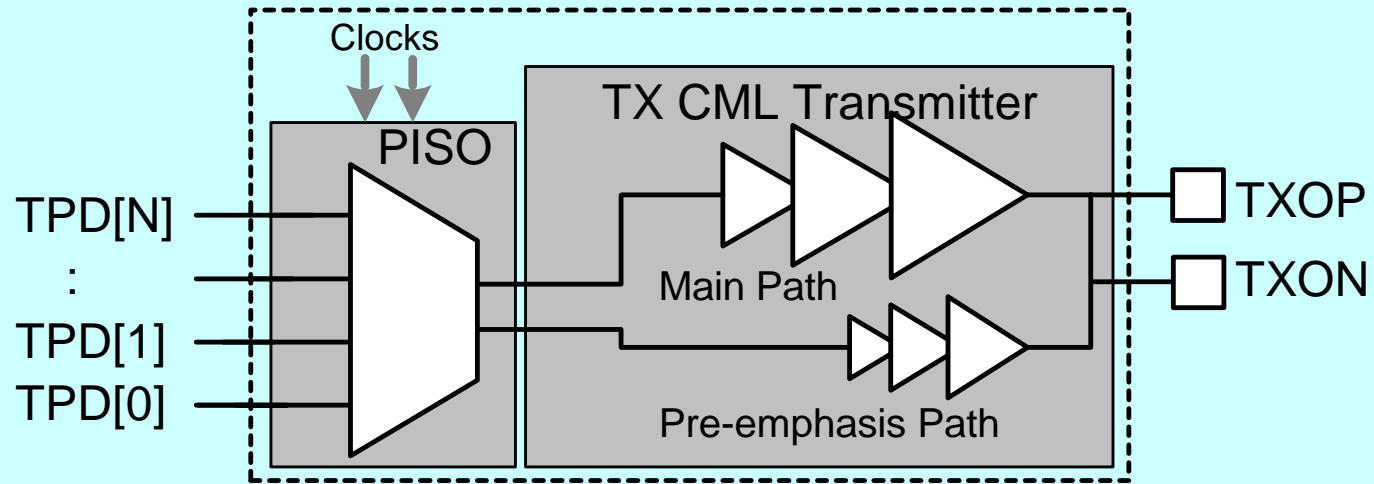 Clocks
TX CML Transmitter
PISO
TPD[N]
:
TPD[1]
TPD[0]
Main Path
Pre-emphasis Path
TXOP
TXON